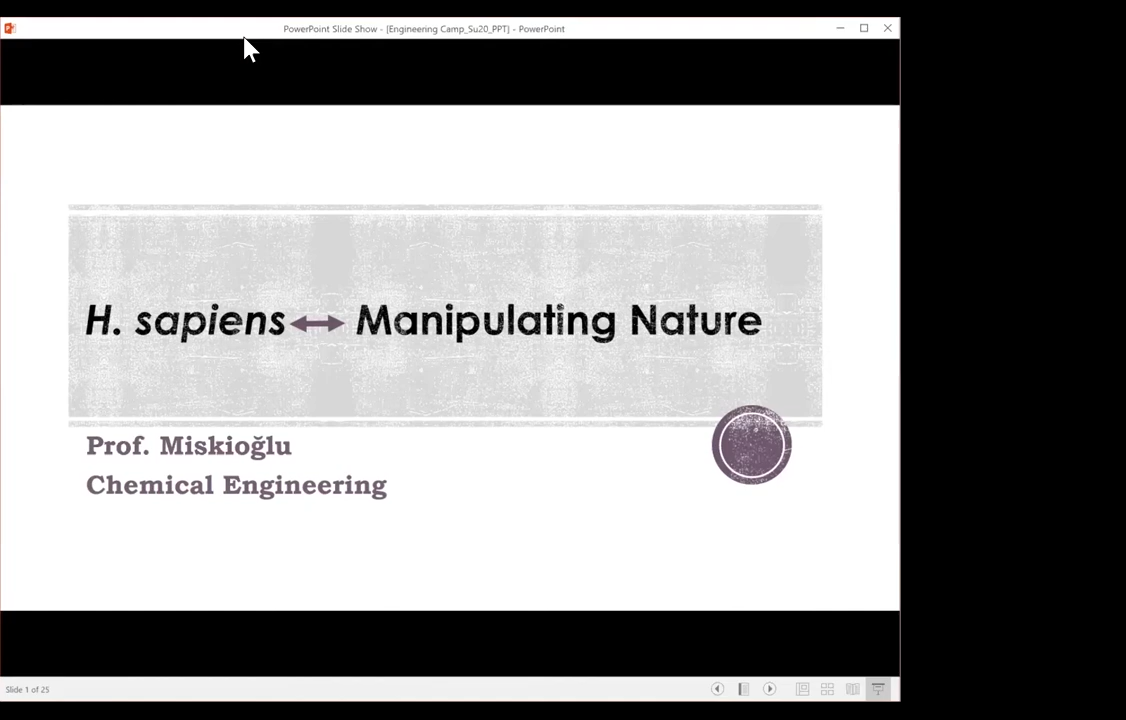 PowerPoint Slide Show - [Engineering Camp_Su20_PPT] - PowerPoint
H. sapiens ↔ Manipulating Nature
Prof. Miskioğlu
Chemical Engineering
Slide 1 of 25